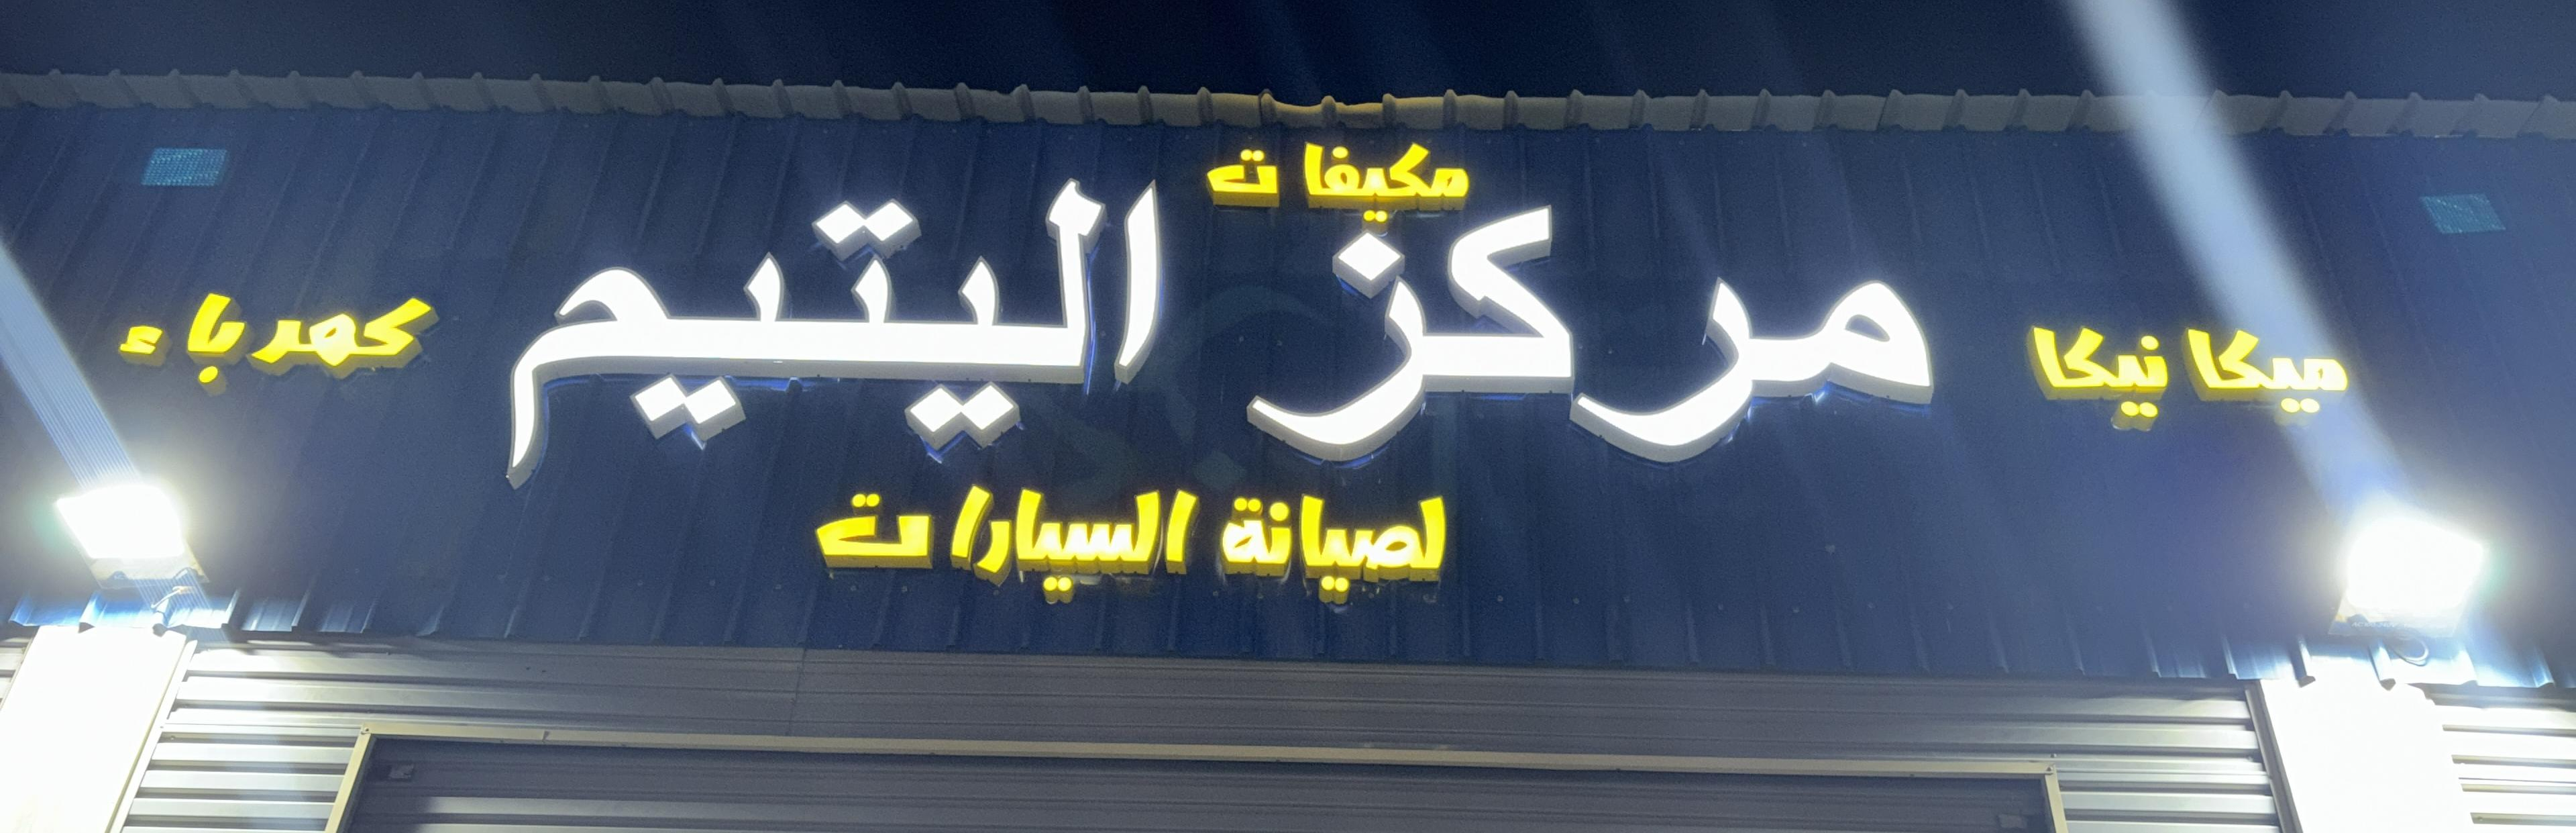 مكيفات
ميكانيكا
مركز اليتيم
كهرباء
لصيانة السيارات